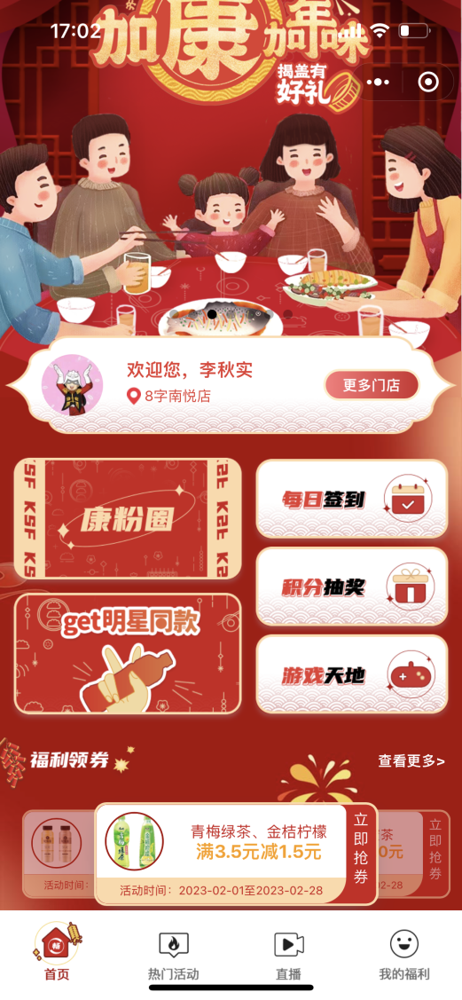 17:02
加康加年味
揭盖有
好礼
欢迎您，李秋实
8字南悦店
更多门店
KSF KSF KS
康粉圈
每日签到
积分抽奖
get明星同款
游戏天地
福利领券
查看更多>
青梅绿茶、金桔柠檬
满3.5元减1.5元
活动时间：2023-02-01至2023-02-28
立即抢券
活动时间：
茶
0元
-02-28
立即抢券
首页
热门活动
直播
我的福利